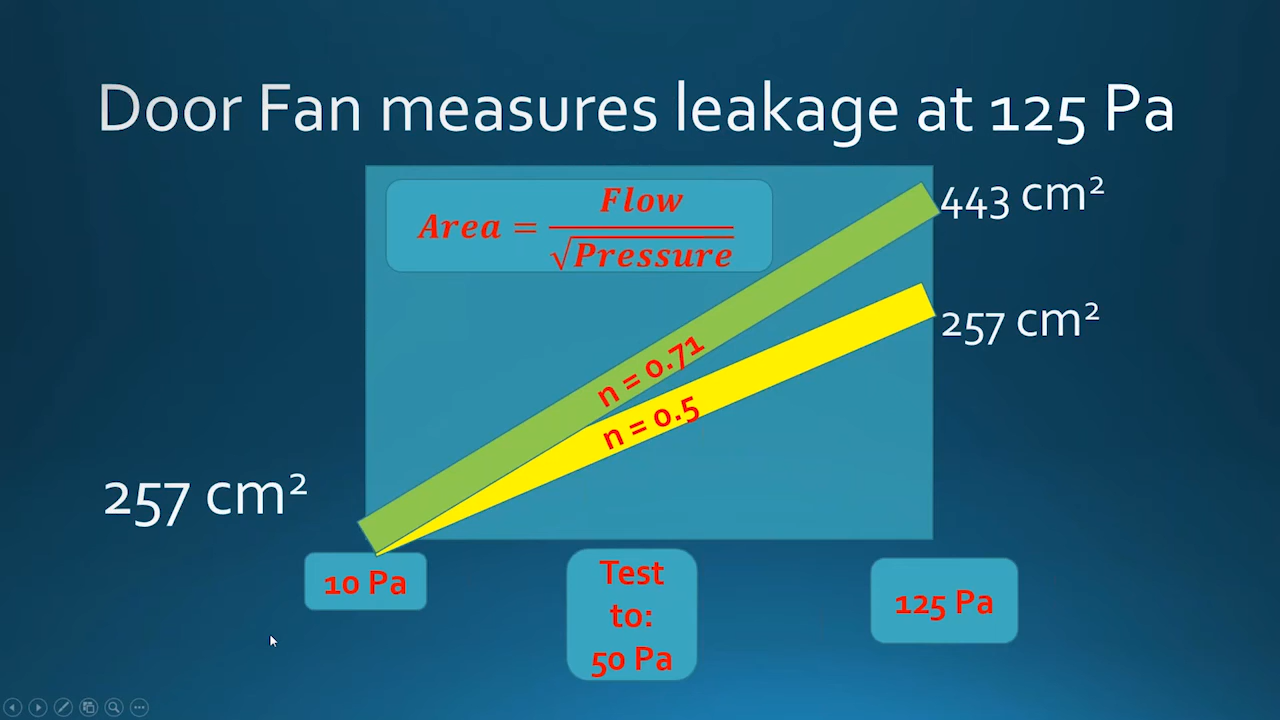 Door Fan measures leakage at 125 Pa
Area = Flow / √Pressure
443 cm²
n = 0.71
257 cm²
n = 0.5
257 cm²
10 Pa
Test
to:
50 Pa
125 Pa